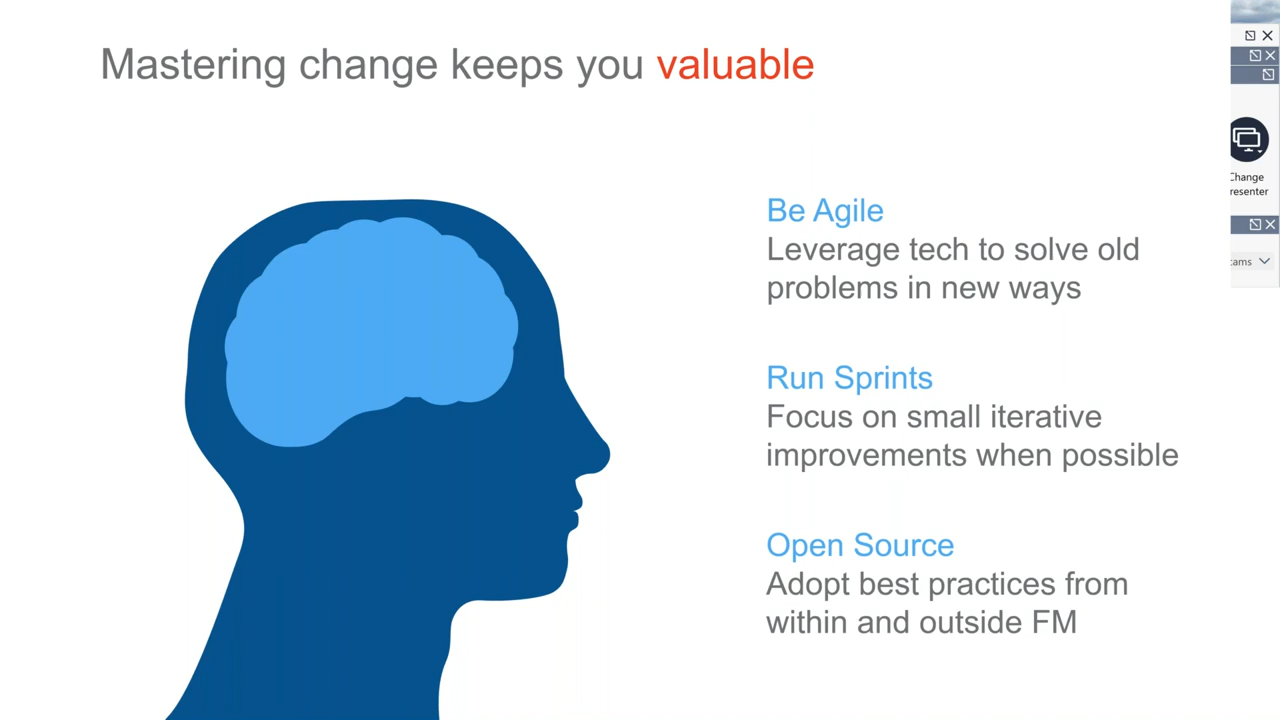 Mastering change keeps you valuable
Be Agile
Leverage tech to solve old
problems in new ways
Run Sprints
Focus on small iterative
improvements when possible
Open Source
Adopt best practices from
within and outside FM
Change